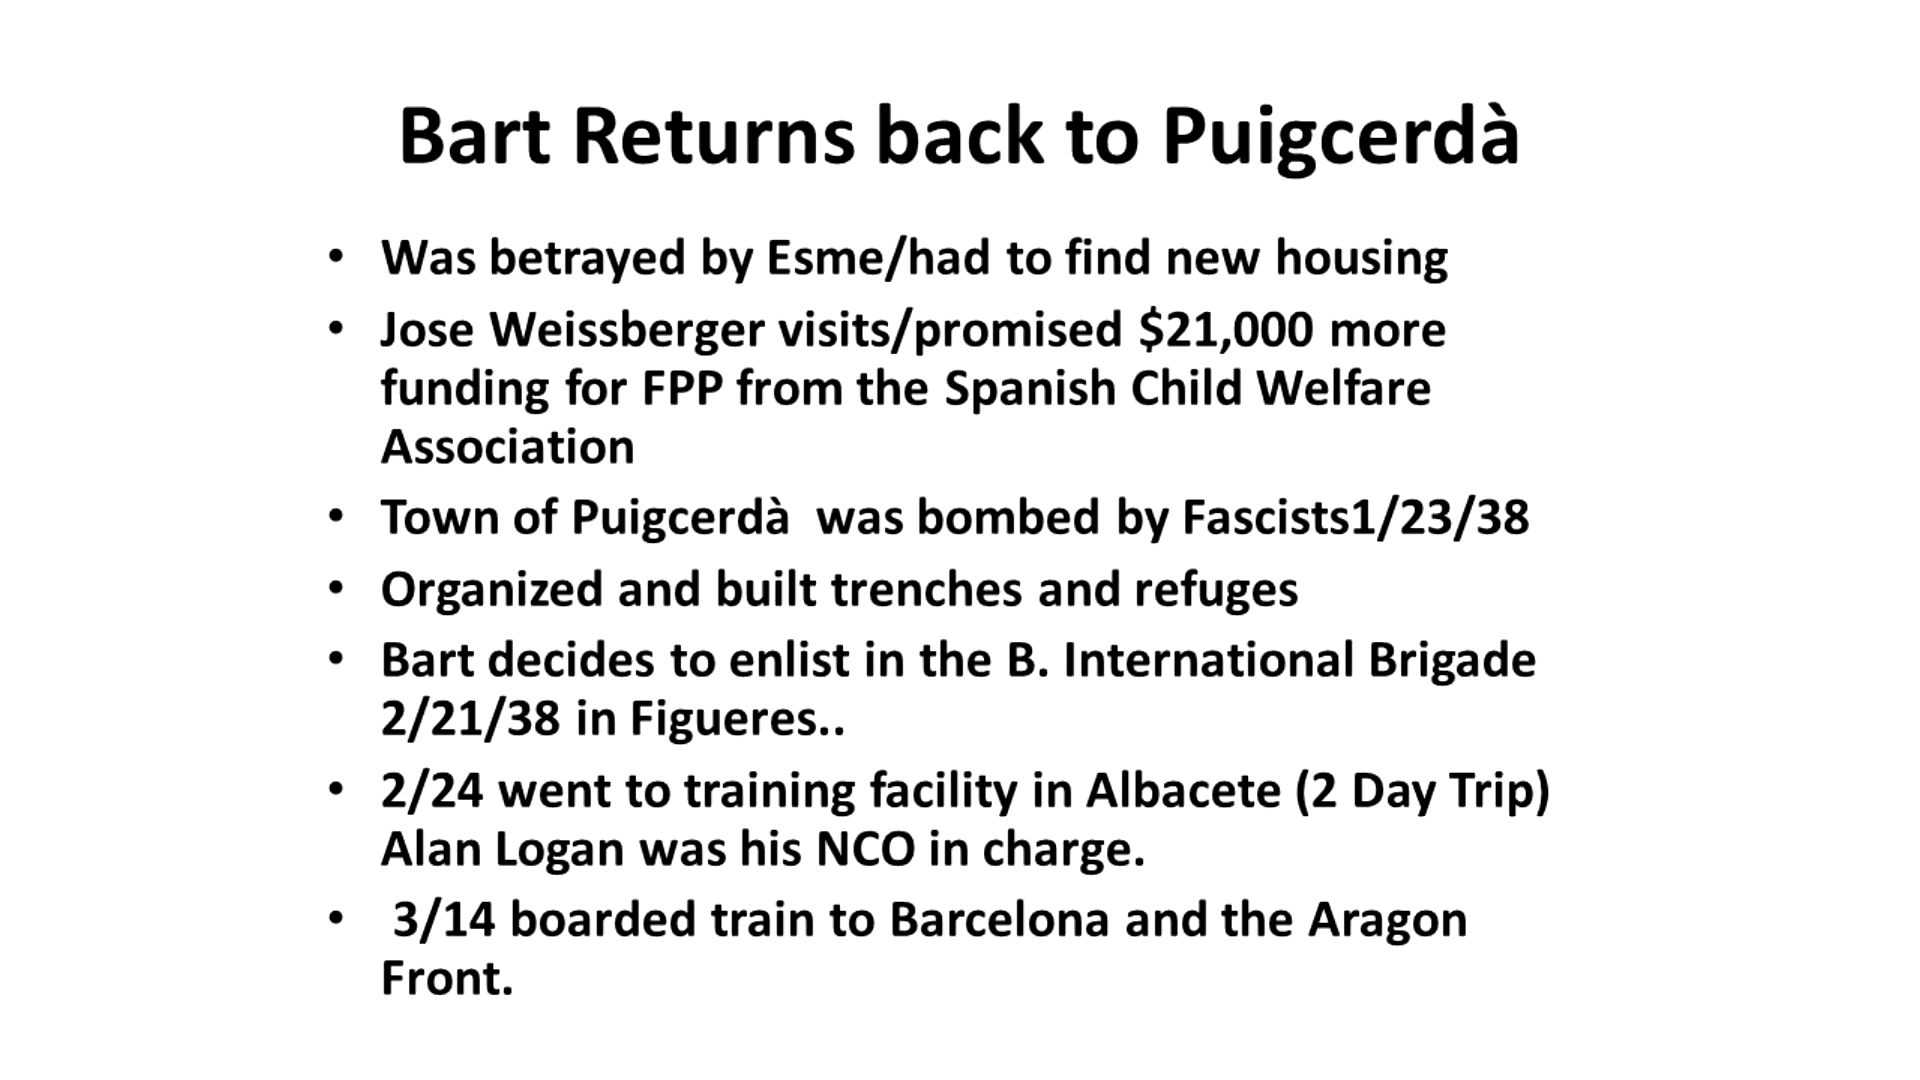 Bart Returns back to Puigcerdà
• Was betrayed by Esme/had to find new housing
• Jose Weissberger visits/promised $21,000 more
funding for FPP from the Spanish Child Welfare
Association
• Town of Puigcerdà  was bombed by Fascists1/23/38
• Organized and built trenches and refuges
• Bart decides to enlist in the B. International Brigade
2/21/38 in Figueres..
• 2/24 went to training facility in Albacete (2 Day Trip)
Alan Logan was his NCO in charge.
• 3/14 boarded train to Barcelona and the Aragon
Front.